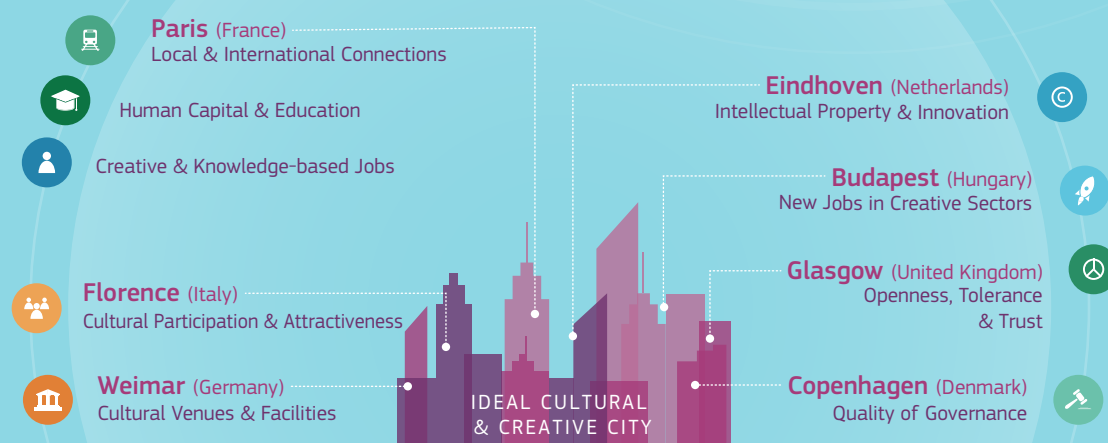 Paris (France)
Local & International Connections
Human Capital & Education
Creative & Knowledge-based Jobs
Florence (Italy)
Cultural Participation & Attractiveness
Weimar (Germany)
Cultural Venues & Facilities
Eindhoven (Netherlands)
Intellectual Property & Innovation
C
Budapest (Hungary)
New Jobs in Creative Sectors
Glasgow (United Kingdom)
Openness, Tolerance
& Trust
Copenhagen (Denmark)
Quality of Governance
IDEAL CULTURAL
& CREATIVE CITY